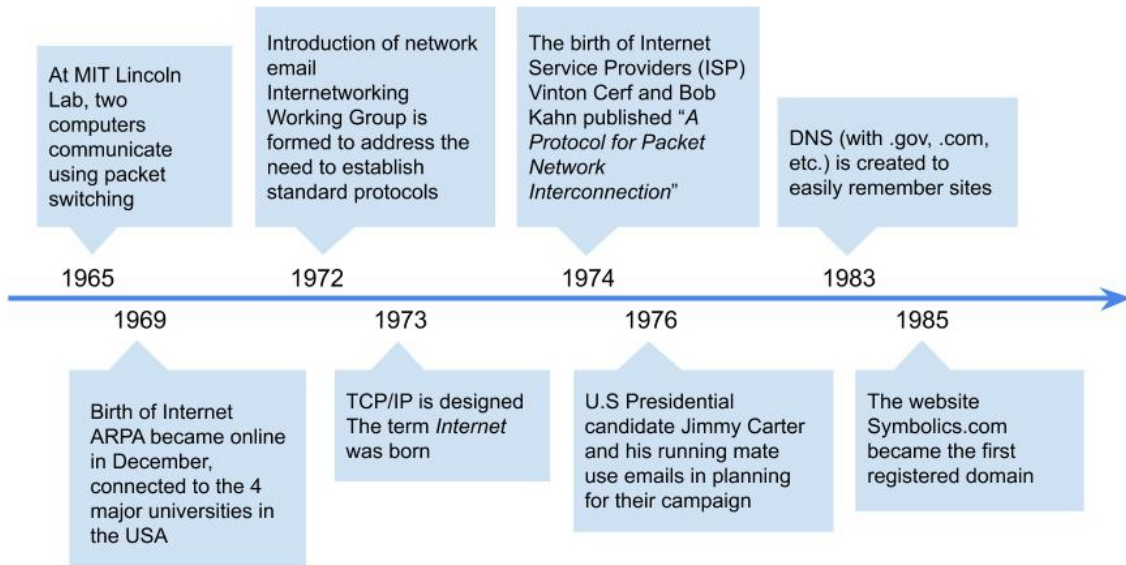 At MIT Lincoln
Lab, two
computers
communicate
using packet
switching
1965
Introduction of network
email
Internetworking
Working Group is
formed to address the
need to establish
standard protocols
1972
The birth of Internet
Service Providers (ISP)
Vinton Cerf and Bob
Kahn published “A
Protocol for Packet
Network
Interconnection”
1974
DNS (with .gov, .com,
etc.) is created to
easily remember sites
1983
1969
Birth of Internet
ARPA became online
in December,
connected to the 4
major universities in
the USA
1973
TCP/IP is designed
The term Internet
was born
1976
U.S Presidential
candidate Jimmy Carter
and his running mate
use emails in planning
for their campaign
1985
The website
Symbolics.com
became the first
registered domain